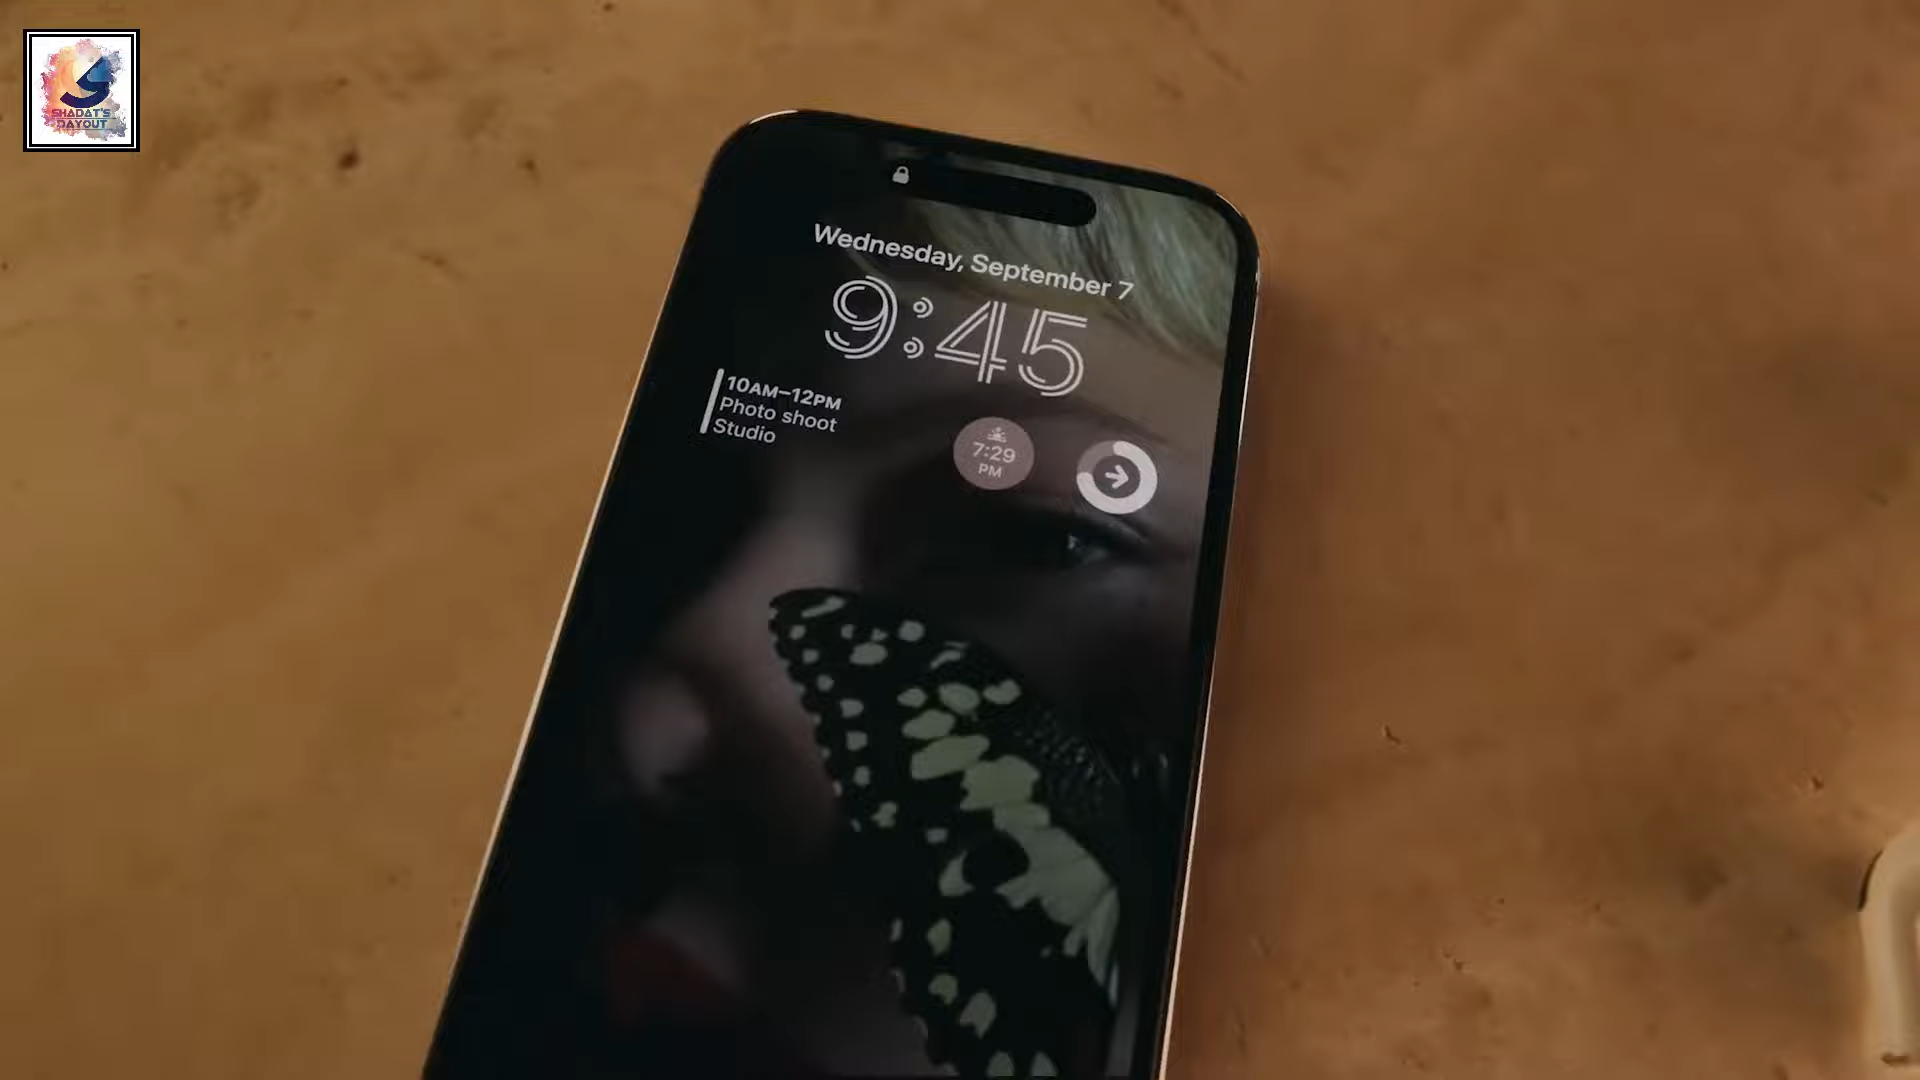 SHADAT'S
DAYOUT
Wednesday, September 7
9:45
10AM–12PM
Photo shoot
Studio
7:29
PM